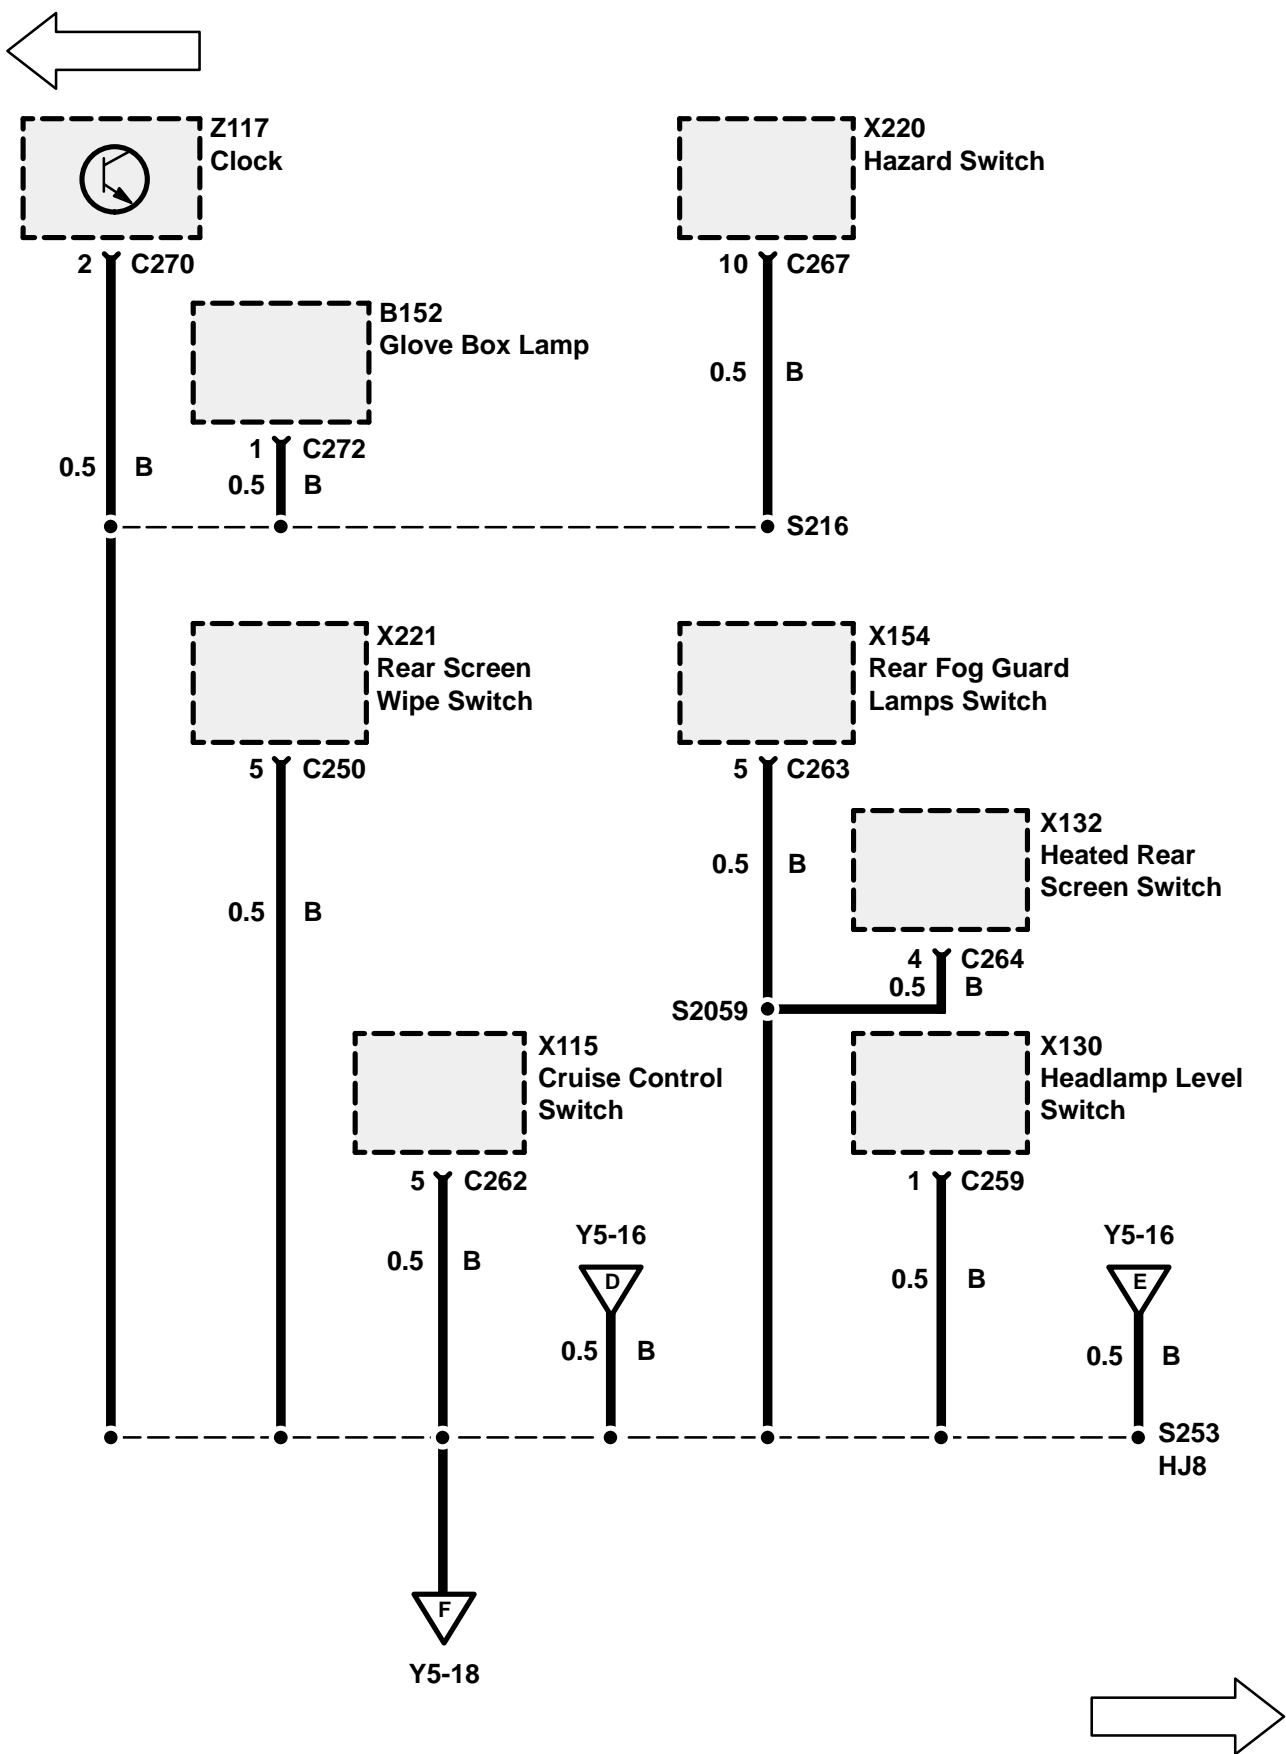 Z117
Clock
X220
Hazard Switch
2 C270
10 C267
B152
Glove Box Lamp
0.5 B
1 C272
0.5 B
0.5 B
S216
X221
Rear Screen
Wipe Switch
X154
Rear Fog Guard
Lamps Switch
5 C250
5 C263
X132
Heated Rear
Screen Switch
0.5 B
0.5 B
4 C264
0.5 B
S2059
X115
Cruise Control
Switch
X130
Headlamp Level
Switch
5 C262
1 C259
Y5-16
Y5-16
0.5 B
D
0.5 B
E
0.5 B
0.5 B
S253
HJ8
F
Y5-18